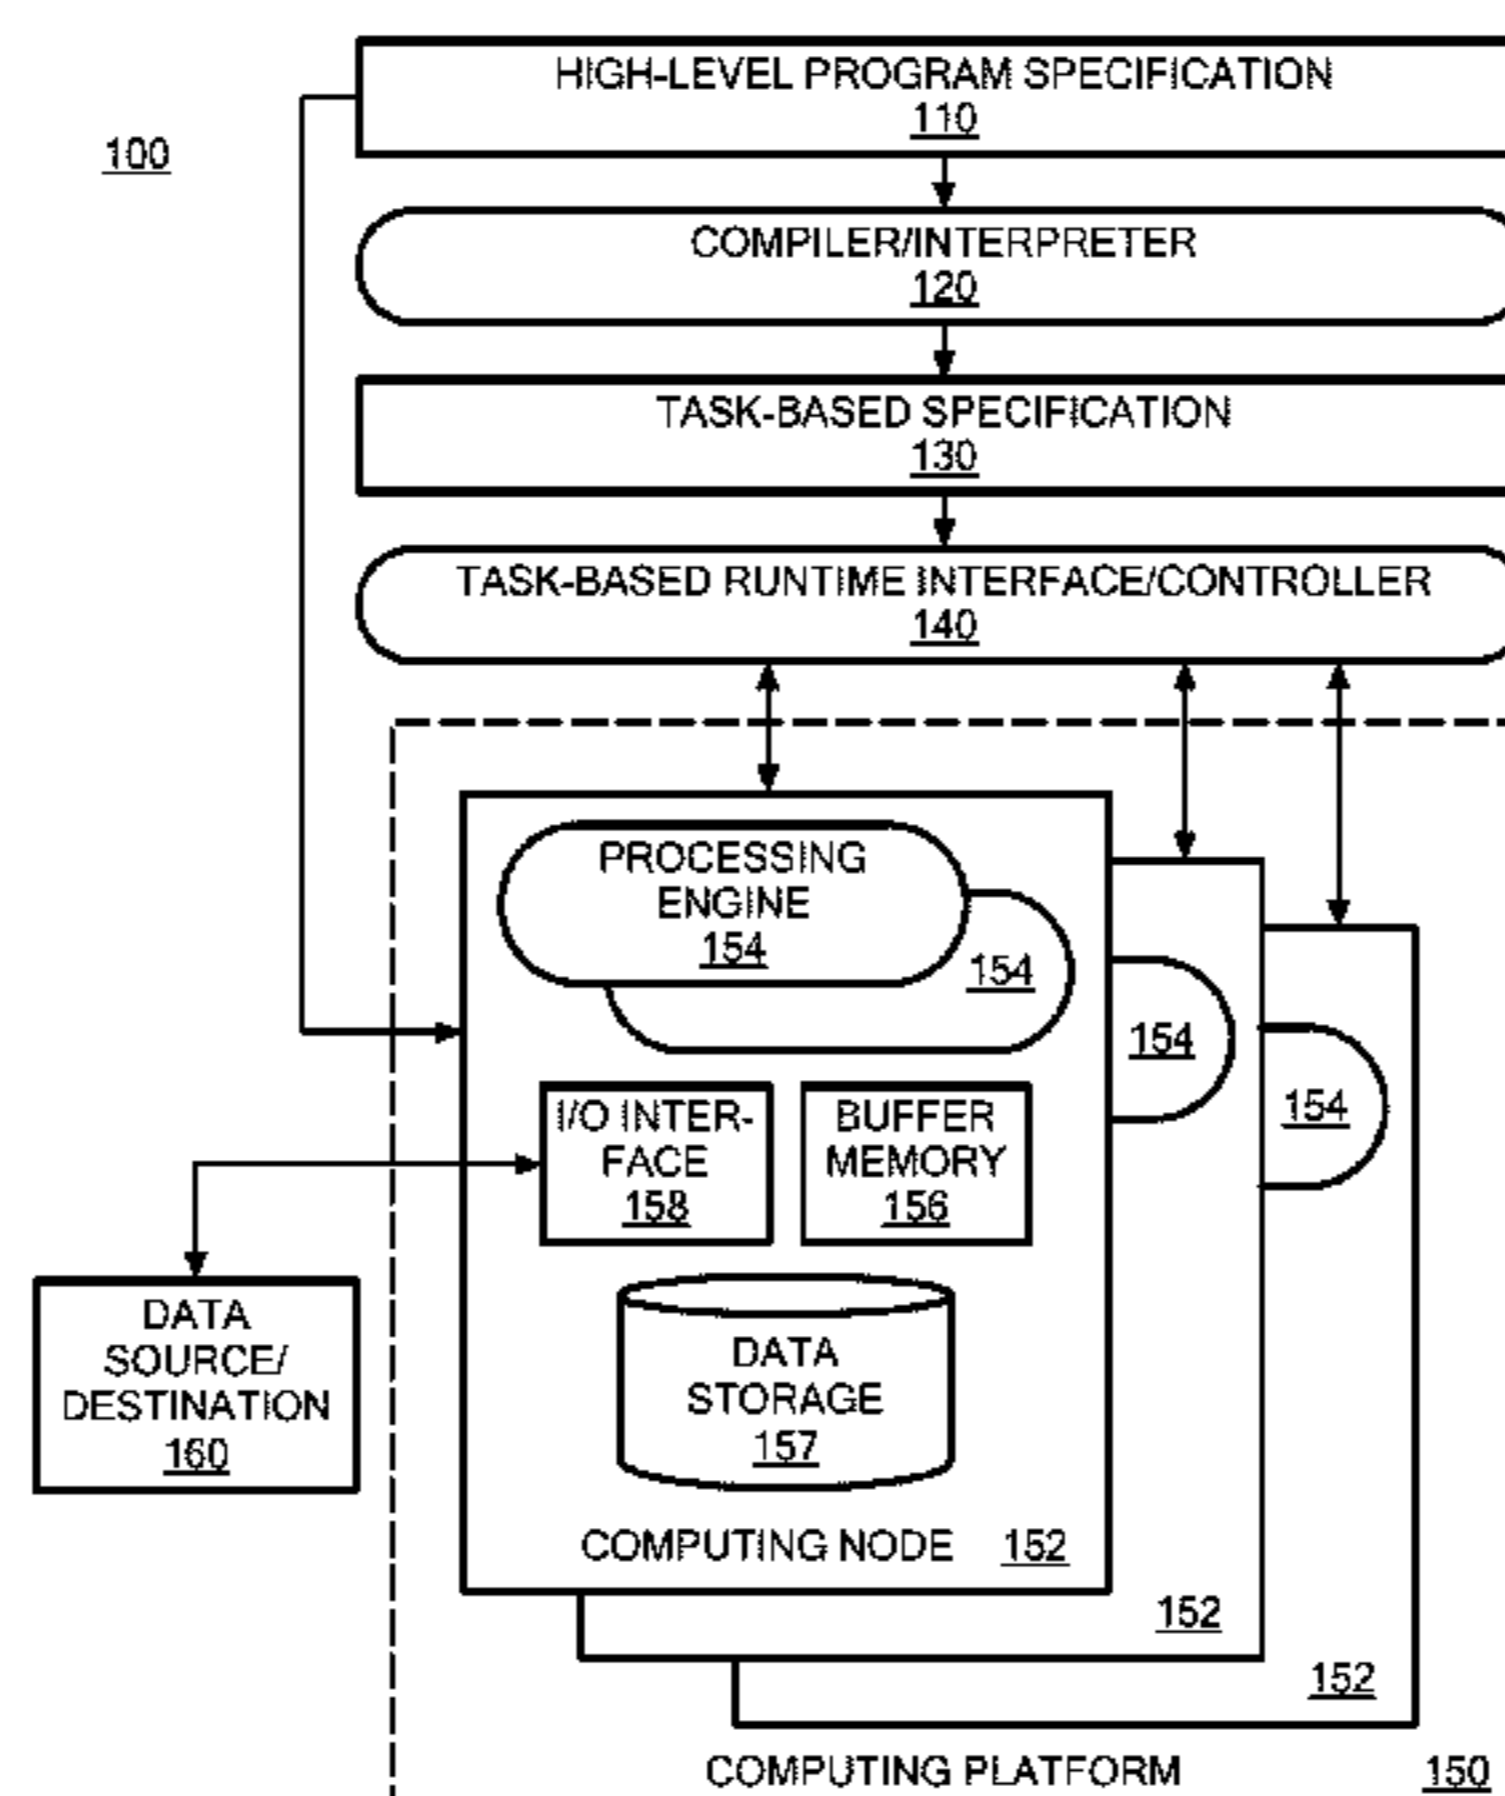 HIGH-LEVEL PROGRAM SPECIFICATION
110
100
COMPILER/INTERPRETER
120
TASK-BASED SPECIFICATION
130
TASK-BASED RUNTIME INTERFACE/CONTROLLER
140
PROCESSING
ENGINE
154
154
154
154
I/O INTER-
FACE
158
BUFFER
MEMORY
156
DATA
SOURCE/
DESTINATION
160
DATA
STORAGE
157
COMPUTING NODE 152
152
152
COMPUTING PLATFORM 150